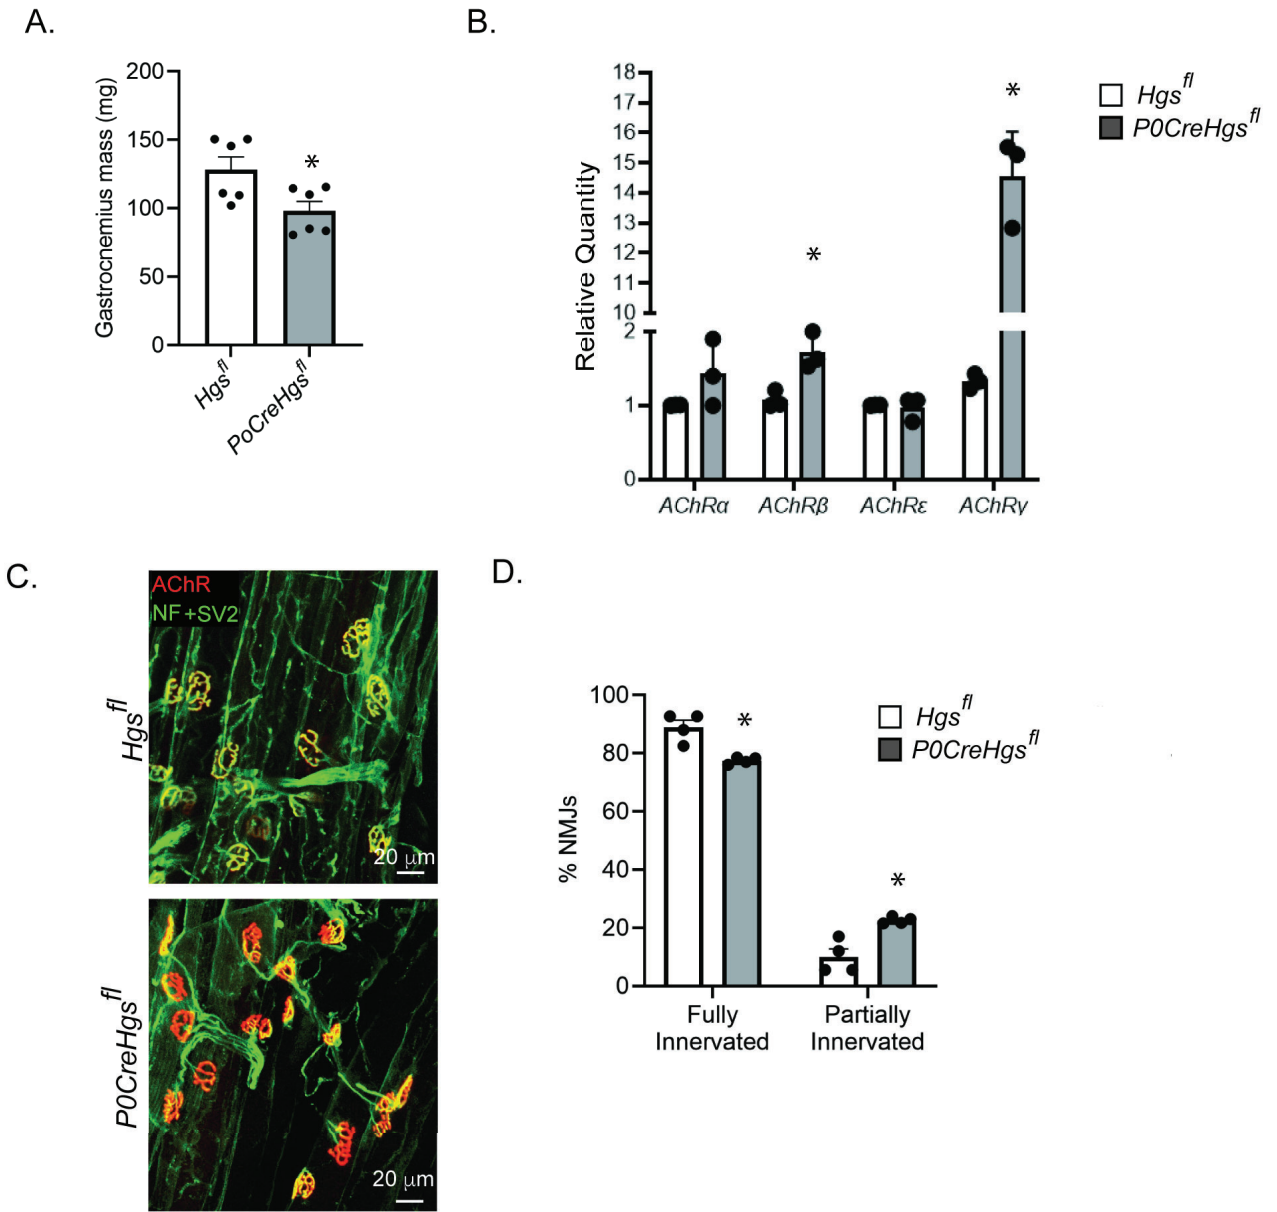 A.
200
150
100
50
0
Gastrocnemius mass (mg)
*
Hgsfl
PoCreHgsfl
B.
18
17
16
15
14
13
12
11
10
2
1
0
Relative Quantity
*
*
AChRα
AChRβ
AChRε
AChRγ
Hgsfl
P0CreHgsfl
C.
AChR
NF+SV2
Hgsfl
20 μm
P0CreHgsfl
20 μm
D.
100
80
60
40
20
0
% NMJs
*
*
Fully
Innervated
Partially
Innervated
Hgsfl
P0CreHgsfl